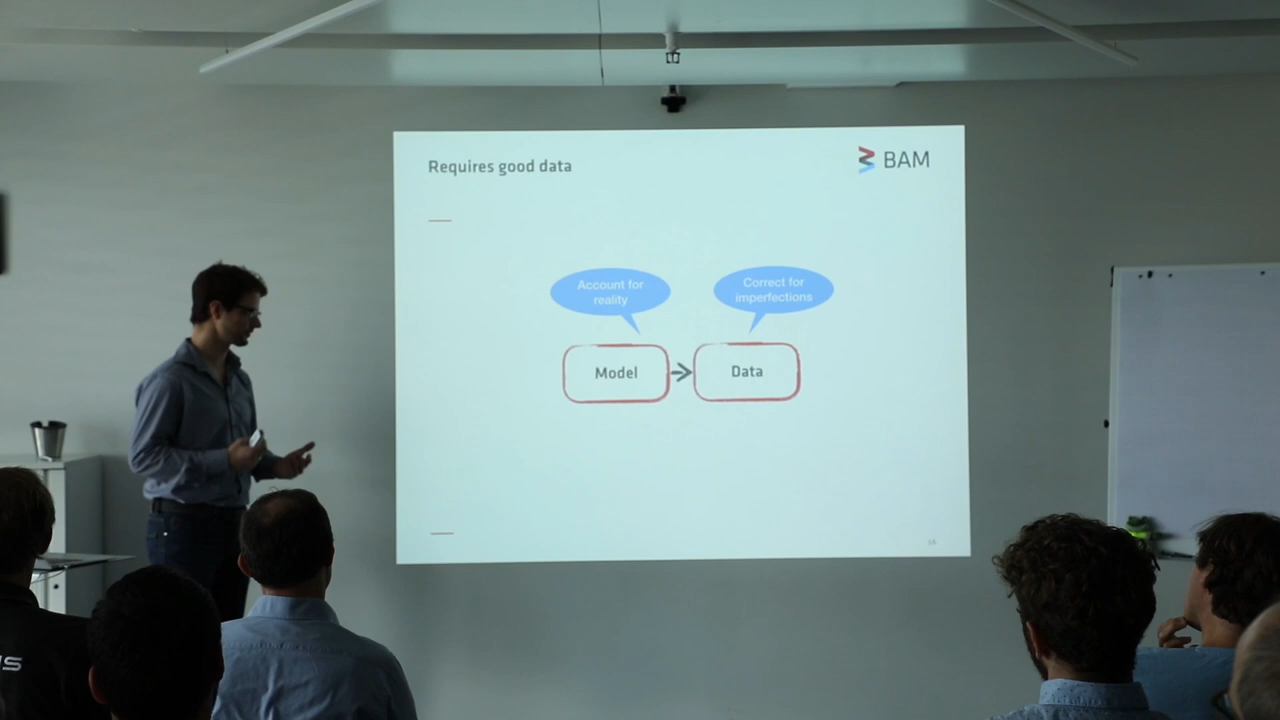 Requires good data
BAM
Account for
reality
Correct for
imperfections
Model
Data